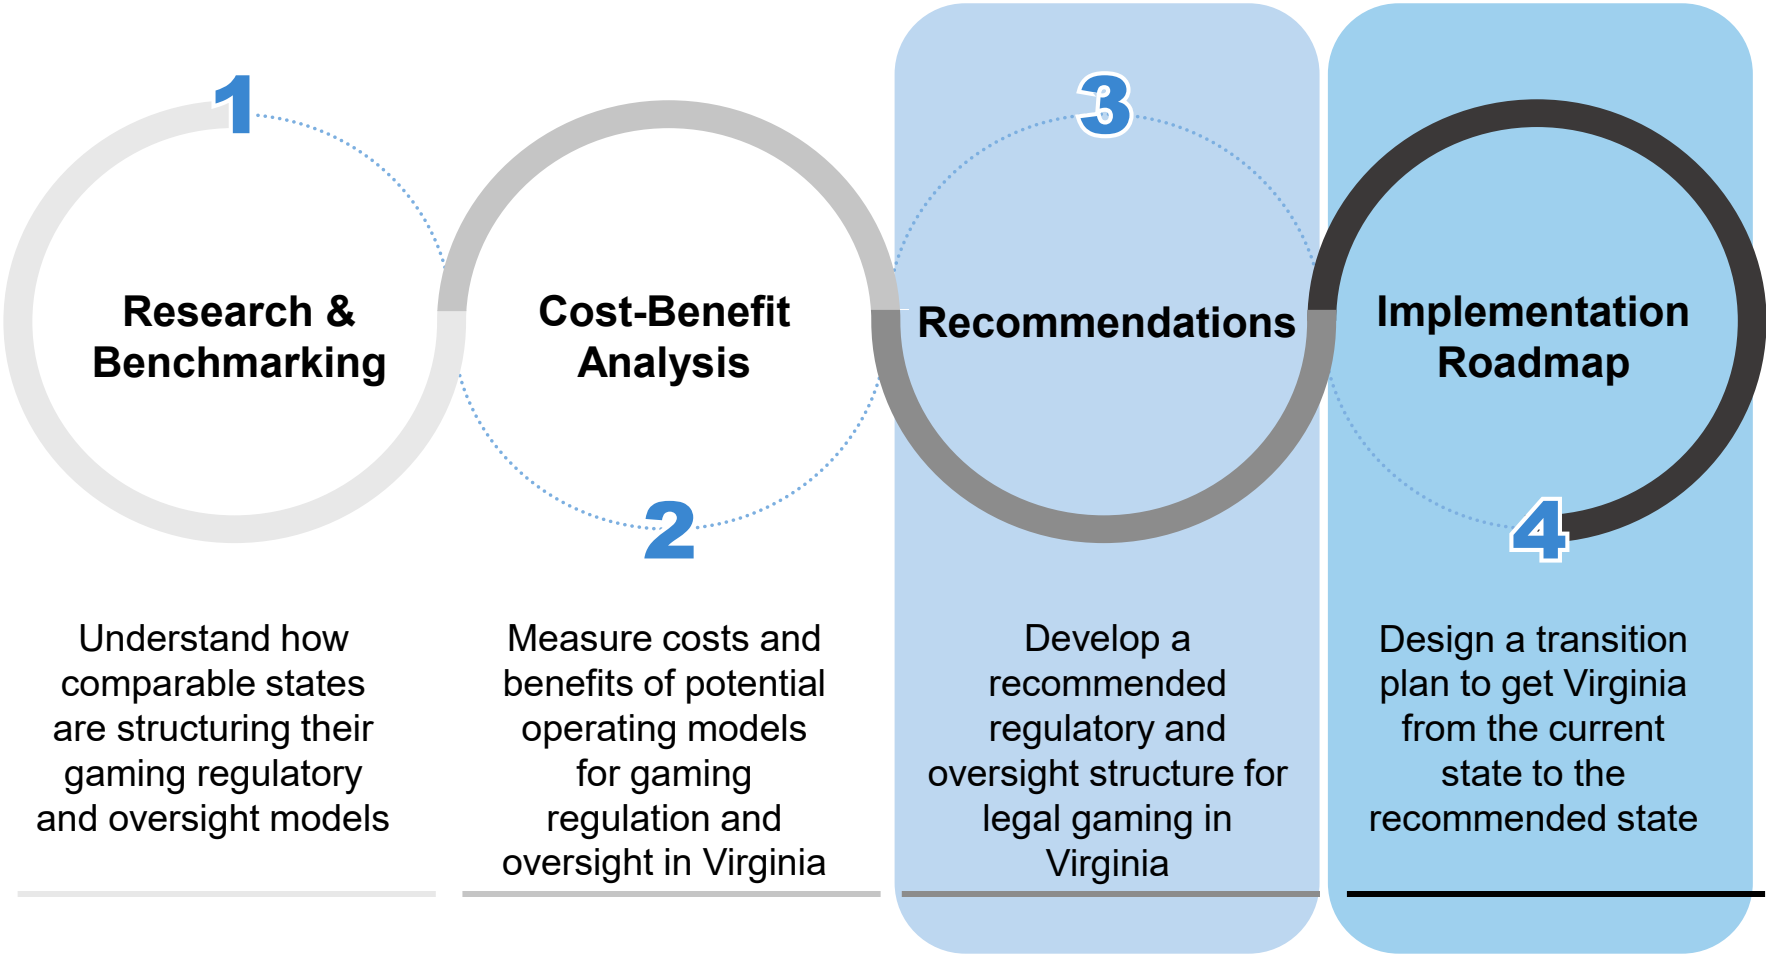 1
Research &
Benchmarking
Understand how
comparable states
are structuring their
gaming regulatory
and oversight models
2
Cost-Benefit
Analysis
Measure costs and
benefits of potential
operating models
for gaming
regulation and
oversight in Virginia
3
Recommendations
Develop a
recommended
regulatory and
oversight structure for
legal gaming in
Virginia
4
Implementation
Roadmap
Design a transition
plan to get Virginia
from the current
state to the
recommended state